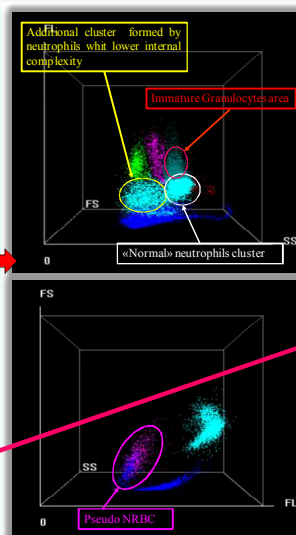 Additional cluster formed by
neutrophils whit lower internal
complexity
FL
Immature Granulocytes area
FS
SS
«Normal» neutrophils cluster
0
FS
SS
FL
0
Pseudo NRBC